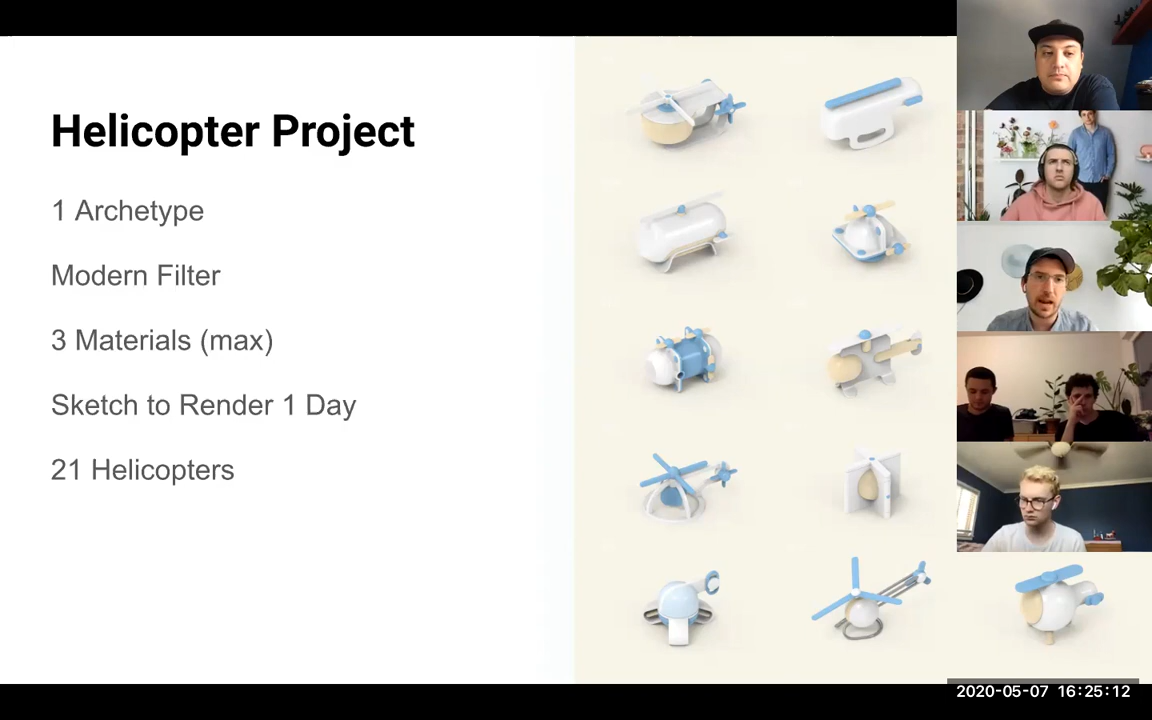 Helicopter Project
1 Archetype
Modern Filter
3 Materials (max)
Sketch to Render 1 Day
21 Helicopters
2020-05-07 16:25:12